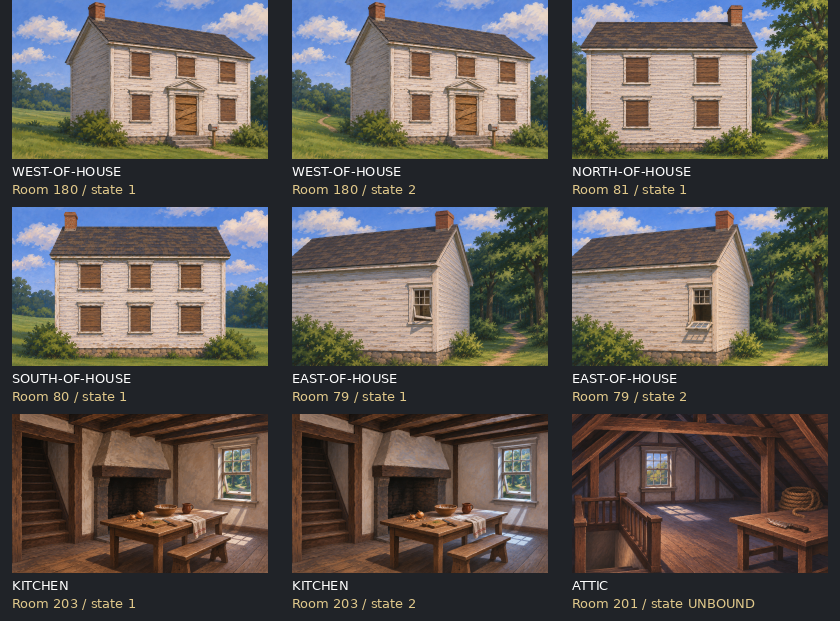 WEST-OF-HOUSE
Room 180 / state 1
WEST-OF-HOUSE
Room 180 / state 2
NORTH-OF-HOUSE
Room 81 / state 1
SOUTH-OF-HOUSE
Room 80 / state 1
EAST-OF-HOUSE
Room 79 / state 1
EAST-OF-HOUSE
Room 79 / state 2
KITCHEN
Room 203 / state 1
KITCHEN
Room 203 / state 2
ATTIC
Room 201 / state UNBOUND